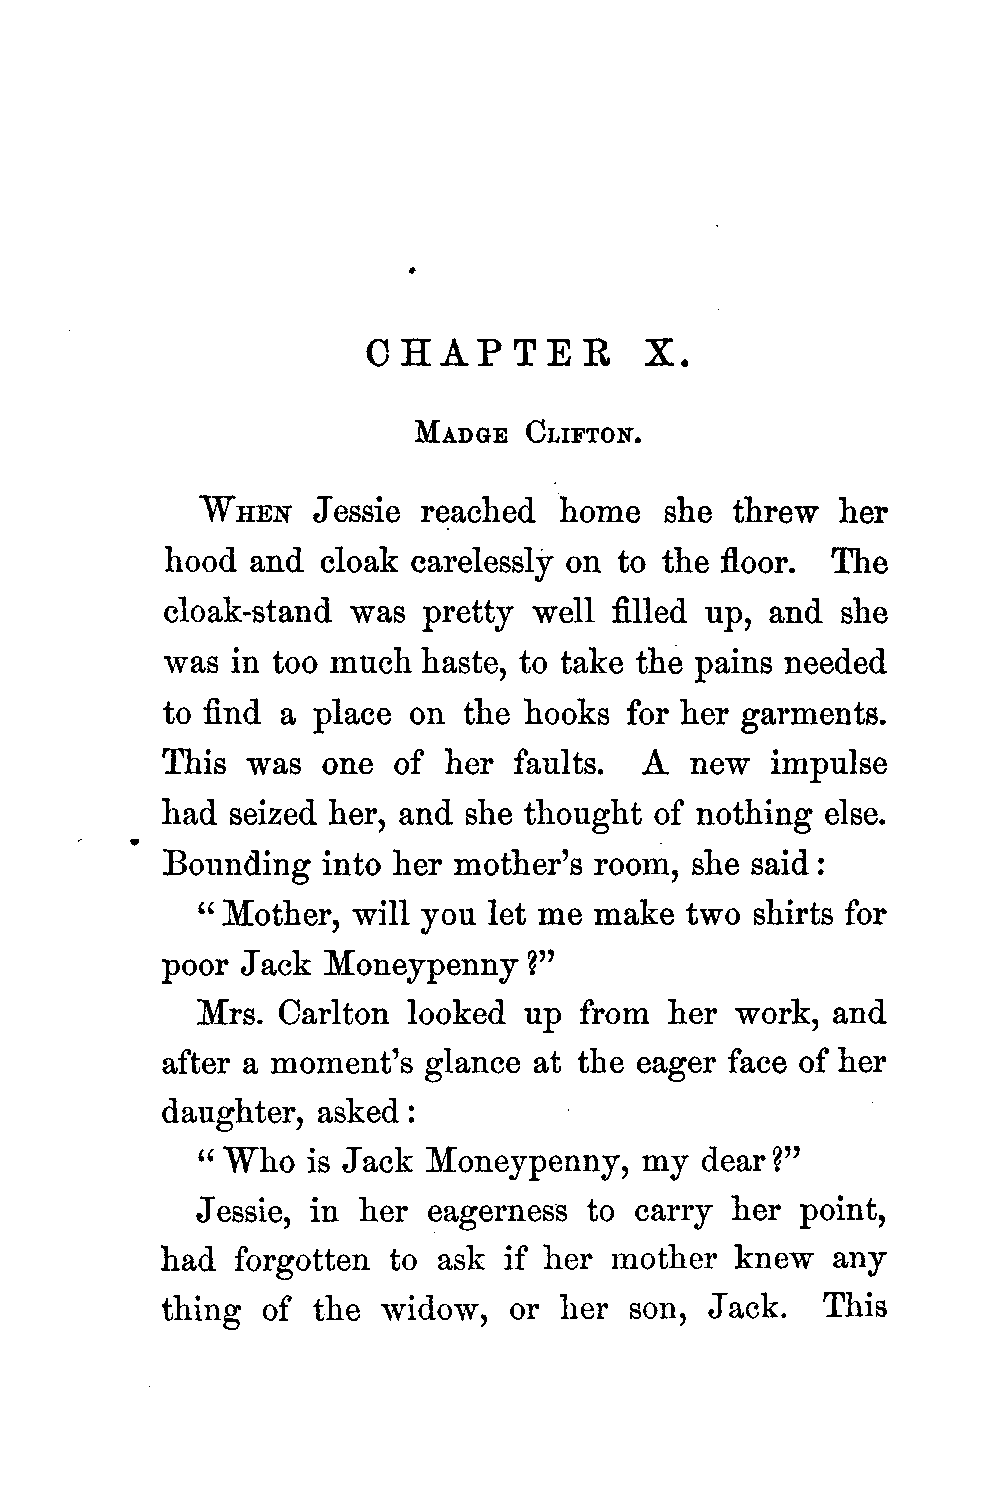 CHAPTER X.
Madge Clifton.
When Jessie reached home she threw her
hood and cloak carelessly on to the floor. The
cloak-stand was pretty well filled up, and she
was in too much haste, to take the pains needed
to find a place on the hooks for her garments.
This was one of her faults. A new impulse
had seized her, and she thought of nothing else.
Bounding into her mother's room, she said:
"Mother, will you let me make two shirts for
poor Jack Moneypenny?"
Mrs. Carlton looked up from her work, and
after a moment's glance at the eager face of her
daughter, asked:
"Who is Jack Moneypenny, my dear?"
Jessie, in her eagerness to carry her point,
had forgotten to ask if her mother knew any
thing of the widow, or her son, Jack. This